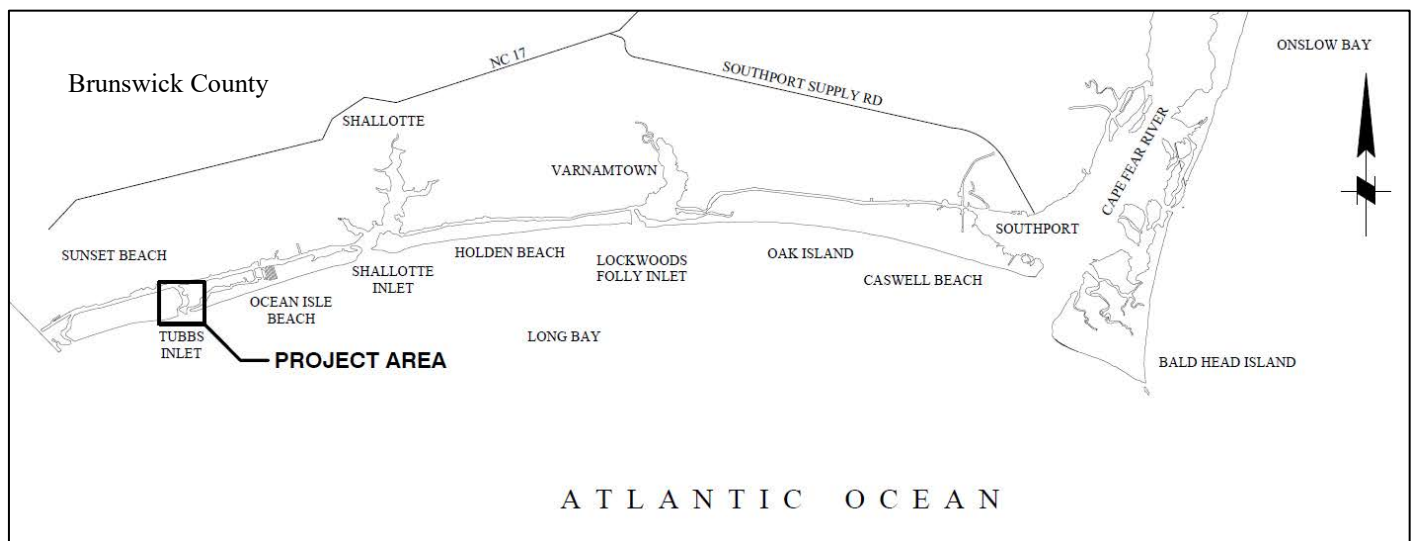 ONSLOW BAY
NC 17
Brunswick County
SOUTHPORT SUPPLY RD
SHALLOTTE
CAPE FEAR RIVER
VARNAMTOWN
SOUTHPORT
SUNSET BEACH
HOLDEN BEACH
OAK ISLAND
LOCKWOODS
FOLLY INLET
SHALLOTTE
INLET
CASWELL BEACH
OCEAN ISLE
BEACH
TUBBS
INLET
LONG BAY
PROJECT AREA
BALD HEAD ISLAND
ATLANTIC OCEAN